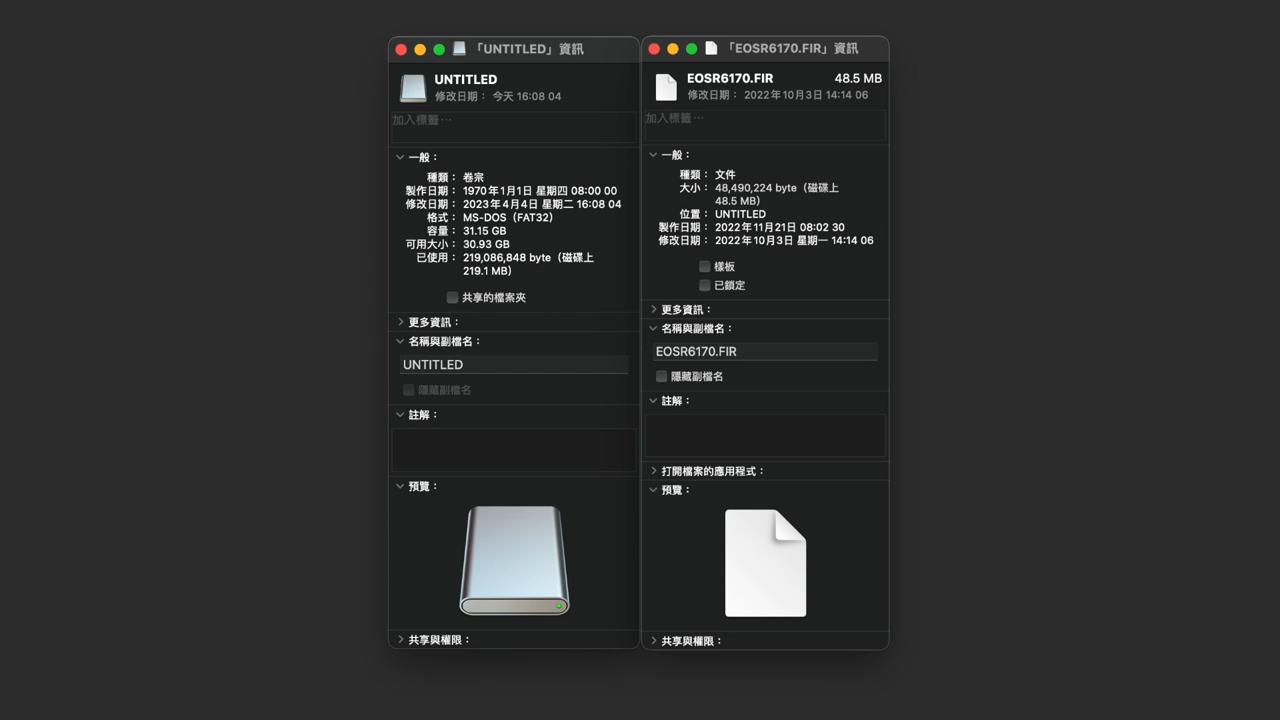 「UNTITLED」資訊
UNTITLED
修改日期： 今天 16:08 04
加入標籤⋯
一般：
種類： 卷宗
製作日期： 1970年1月1日 星期四 08:00 00
修改日期： 2023年4月4日 星期二 16:08 04
格式： MS-DOS（FAT32）
容量： 31.15 GB
可用大小： 30.93 GB
已使用： 219,086,848 byte（磁碟上
219.1 MB）
共享的檔案夾
更多資訊：
名稱與副檔名：
UNTITLED
隱藏副檔名
註解：
預覽：
共享與權限：
「EOSR6170.FIR」資訊
EOSR6170.FIR 48.5 MB
修改日期： 2022年10月3日 14:14 06
加入標籤⋯
一般：
種類： 文件
大小： 48,490,224 byte（磁碟上
48.5 MB）
位置： UNTITLED
製作日期： 2022年11月21日 08:02 30
修改日期： 2022年10月3日 星期一 14:14 06
樣板
已鎖定
更多資訊：
名稱與副檔名：
EOSR6170.FIR
隱藏副檔名
註解：
打開檔案的應用程式：
預覽：
共享與權限：